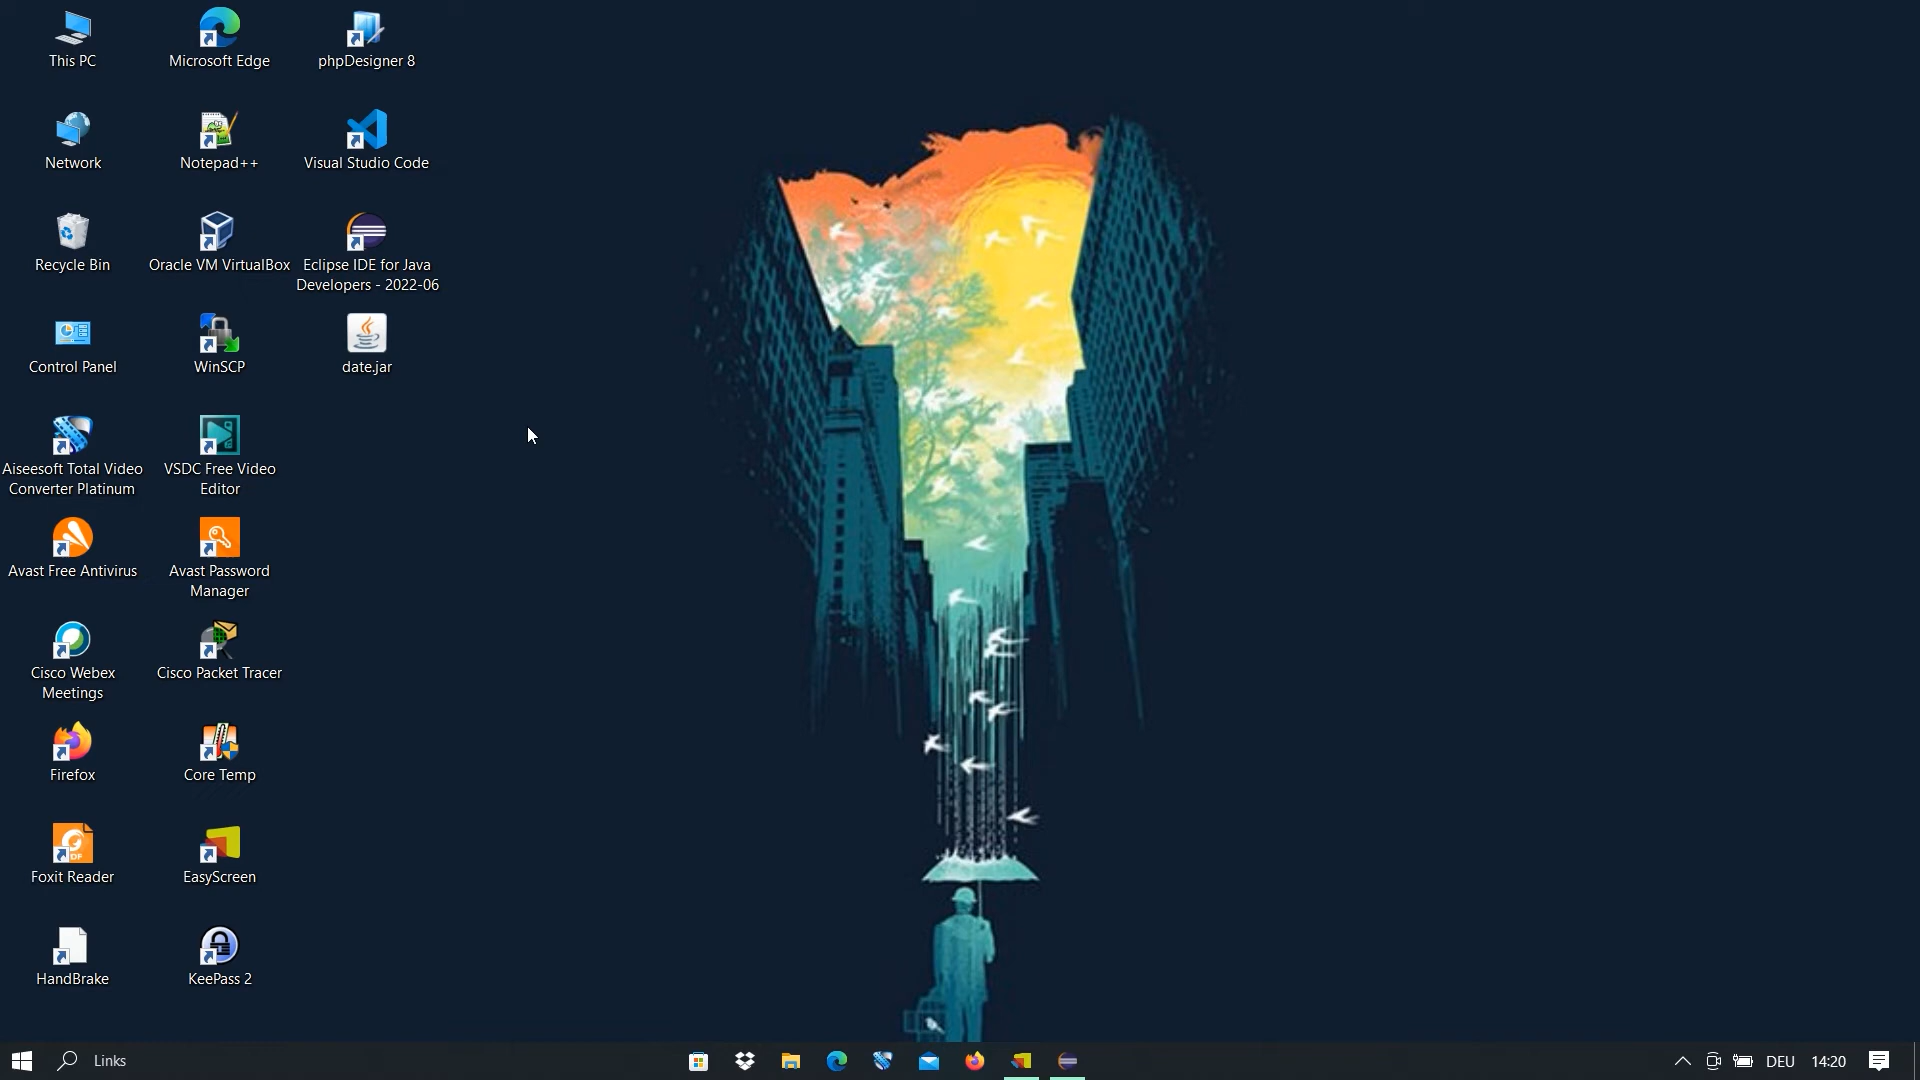 This PC
Microsoft Edge
phpDesigner 8
Network
Notepad++
Visual Studio Code
Recycle Bin
Oracle VM VirtualBox
Eclipse IDE for Java
Developers - 2022-06
Control Panel
WinSCP
date.jar
Aiseesoft Total Video
Converter Platinum
VSDC Free Video
Editor
Avast Free Antivirus
Avast Password
Manager
Cisco Webex
Meetings
Cisco Packet Tracer
Firefox
Core Temp
Foxit Reader
EasyScreen
HandBrake
KeePass 2
Links
DEU
14:20